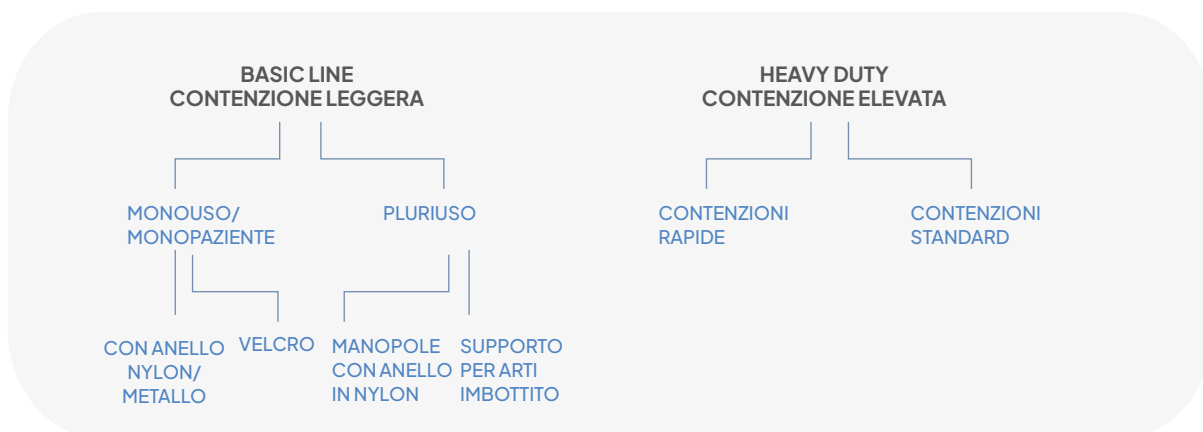 BASIC LINE
CONTENZIONE LEGGERA
HEAVY DUTY
CONTENZIONE ELEVATA
MONOUSO/
MONOPAZIENTE
PLURIUSO
CONTENZIONI
RAPIDE
CONTENZIONI
STANDARD
CON ANELLO
NYLON/
METALLO
VELCRO
MANOPOLE
CON ANELLO
IN NYLON
SUPPORTO
PER ARTI
IMBOTTITO